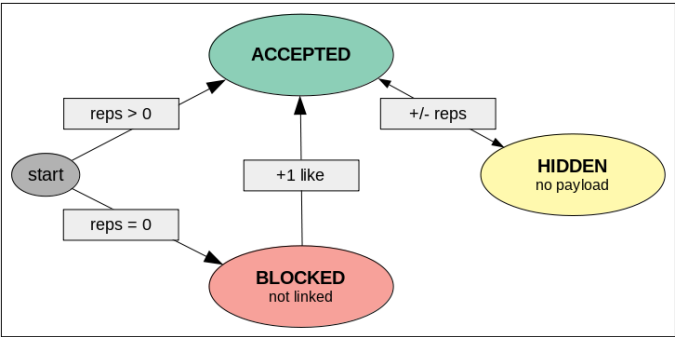 ACCEPTED
reps > 0
+/- reps
start
+1 like
HIDDEN
no payload
reps = 0
BLOCKED
not linked